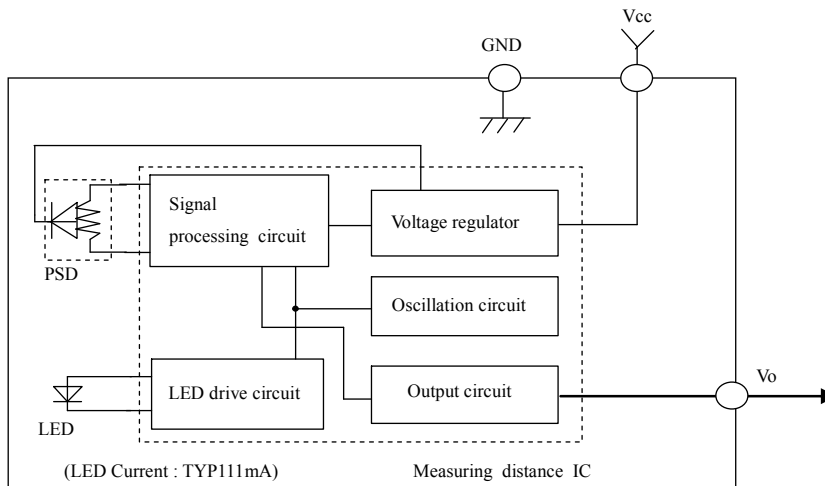 Vcc
GND
Signal
processing circuit
Voltage regulator
PSD
Oscillation circuit
LED drive circuit
Output circuit
Vo
LED
(LED Current : TYP111mA)
Measuring distance IC